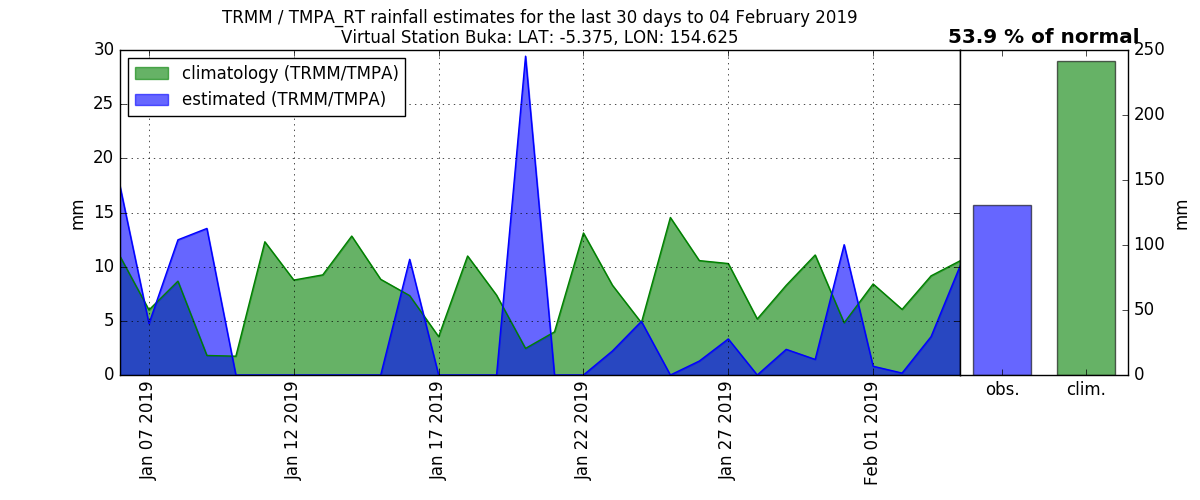 TRMM / TMPA_RT rainfall estimates for the last 30 days to 04 February 2019
Virtual Station Buka: LAT: -5.375, LON: 154.625
53.9 % of normal
climatology (TRMM/TMPA)
estimated (TRMM/TMPA)
30
25
20
15
10
5
0
mm
Jan 07 2019
Jan 12 2019
Jan 17 2019
Jan 22 2019
Jan 27 2019
Feb 01 2019
obs.
clim.
250
200
150
100
50
0
mm